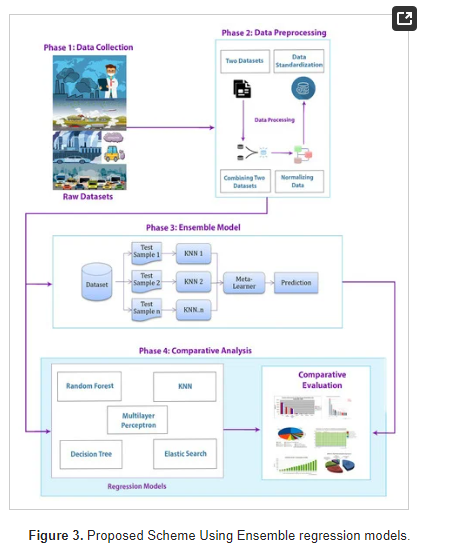 Phase 1: Data Collection
Raw Datasets
Phase 2: Data Preprocessing
Two Datasets
Data
Standardization
Data Processing
Combining Two
Datasets
Normalizing
Data
Phase 3: Ensemble Model
Dataset
Test
Sample 1
KNN 1
Test
Sample 2
KNN 2
Test
Sample n
KNN..n
Meta-
Learner
Prediction
Phase 4: Comparative Analysis
Random Forest
KNN
Multilayer
Perceptron
Decision Tree
Elastic Search
Regression Models
Comparative
Evaluation
Figure 3. Proposed Scheme Using Ensemble regression models.